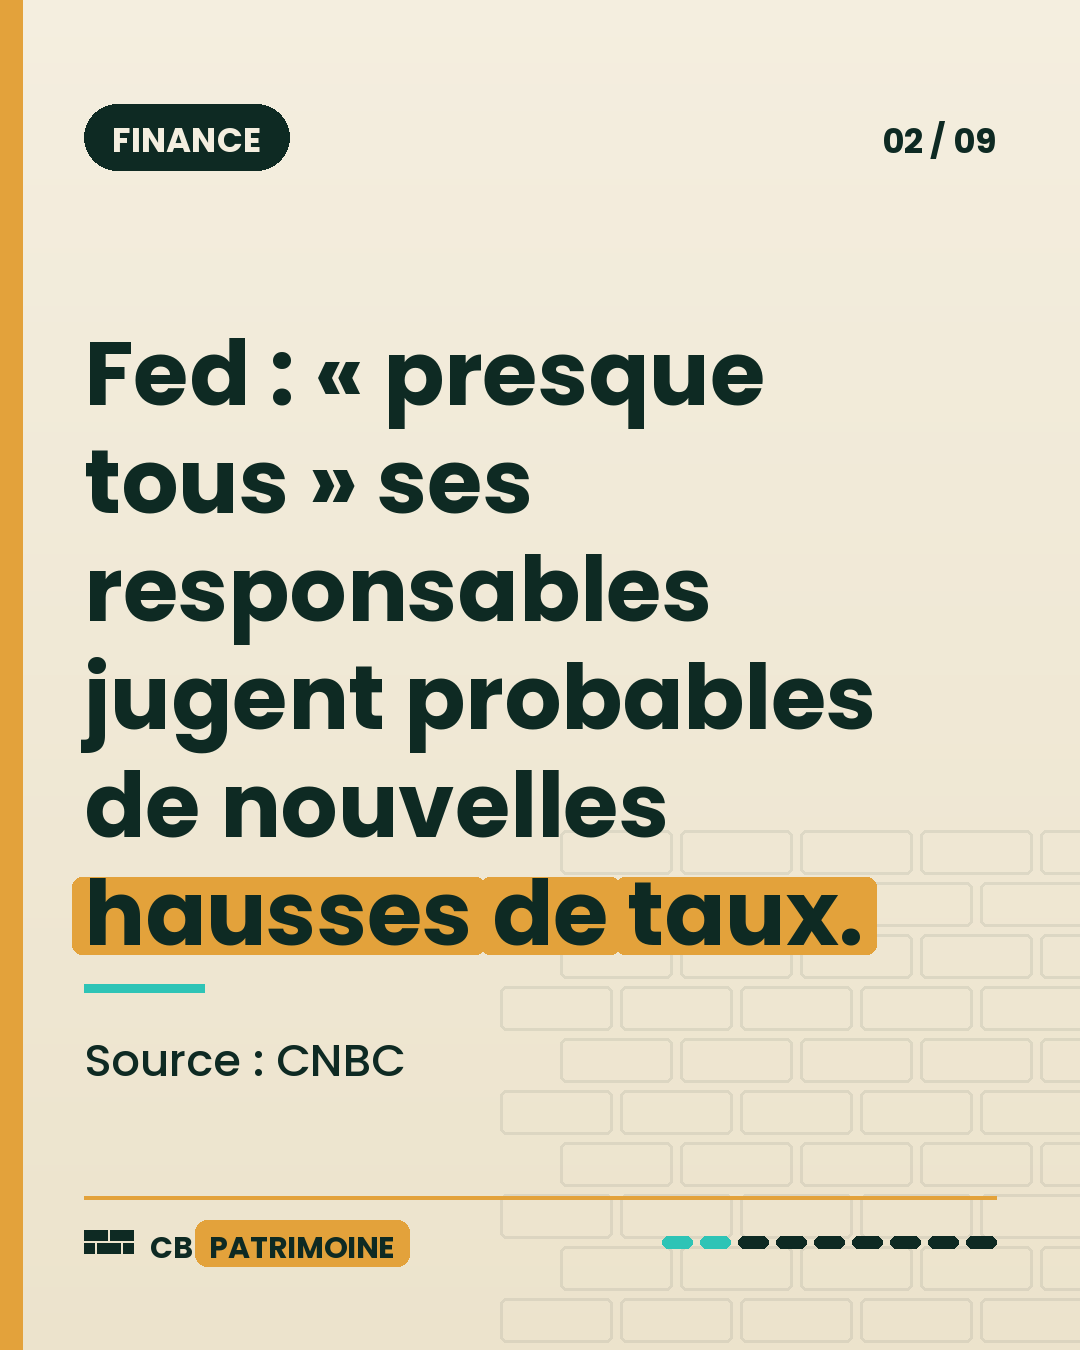 FINANCE
02 / 09
Fed : « presque
tous » ses
responsables
jugent probables
de nouvelles
hausses de taux.
Source : CNBC
CB PATRIMOINE